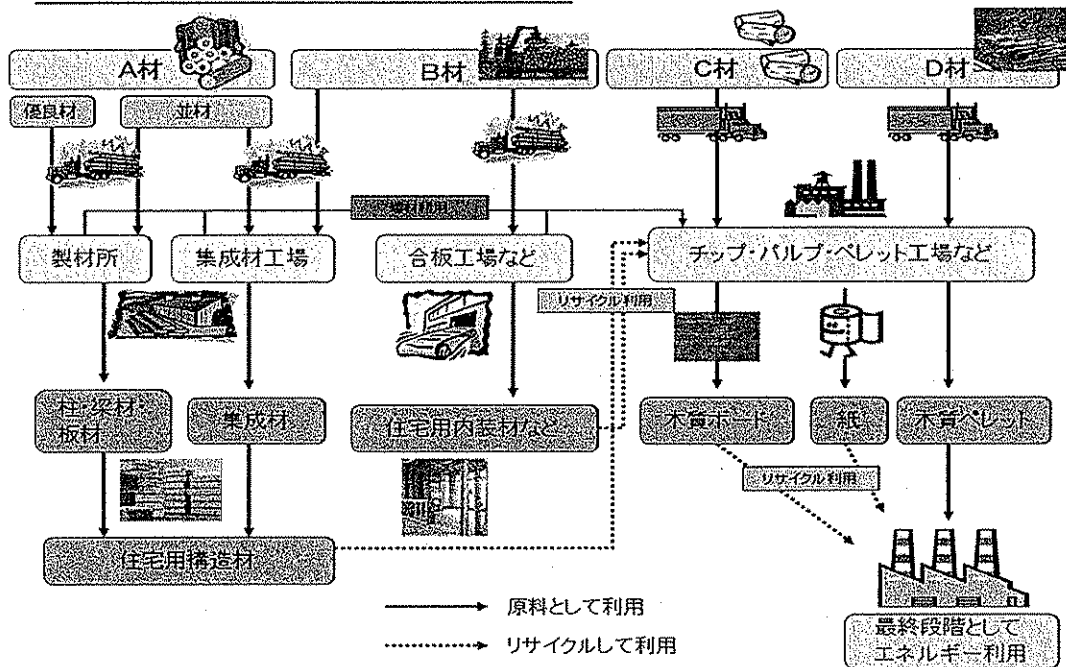 A材
B材
C材
D材
優良材
並材
端材利用
製材所
集成材工場
合板工場など
チップ・パルプ・ペレット工場など
リサイクル利用
柱・梁材・
板材
集成材
住宅用内装材など
木質ボート
紙
木質ペレット
リサイクル利用
住宅用構造材
原料として利用
リサイクルして利用
最終段階として
エネルギー利用